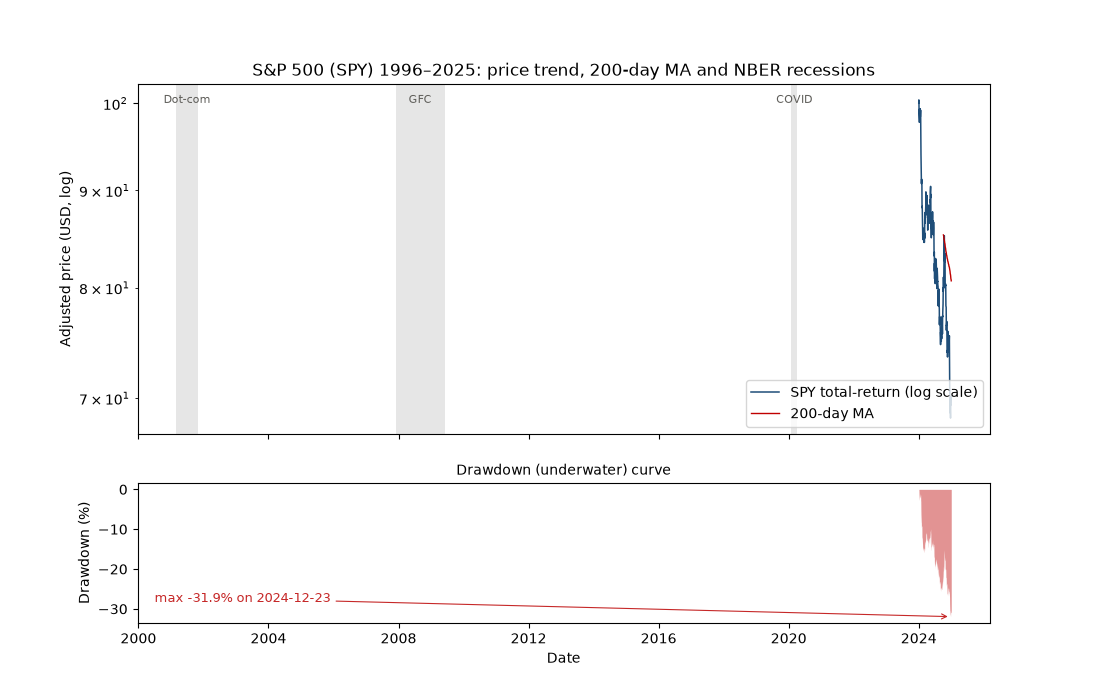 S&P 500 (SPY) 1996–2025: price trend, 200-day MA and NBER recessions
Adjusted price (USD, log)
10²
9 × 10¹
8 × 10¹
7 × 10¹
Dot-com
GFC
COVID
SPY total-return (log scale)
200-day MA
Drawdown (underwater) curve
Drawdown (%)
0
−10
−20
−30
max -31.9% on 2024-12-23
2000 2004 2008 2012 2016 2020 2024
Date